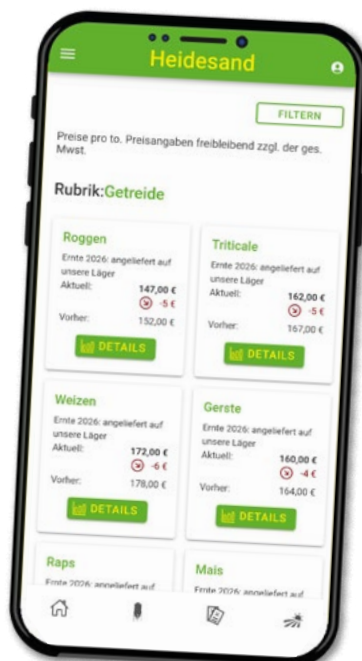 Heidesand
FILTERN
Preise pro to. Preisangaben freibleibend zzgl. der ges.
Mwst.
Rubrik:Getreide
Roggen
Ernte 2026: angeliefert auf
unsere Läger
Aktuell: 147,00 €
-5 €
Vorher: 152,00 €
DETAILS
Triticale
Ernte 2026: angeliefert auf
unsere Läger
Aktuell: 162,00 €
-5 €
Vorher: 167,00 €
DETAILS
Weizen
Ernte 2026: angeliefert auf
unsere Läger
Aktuell: 172,00 €
-6 €
Vorher: 178,00 €
DETAILS
Gerste
Ernte 2026: angeliefert auf
unsere Läger
Aktuell: 160,00 €
-4 €
Vorher: 164,00 €
DETAILS
Raps
Ernte 2026: angeliefert auf
Mais
Ernte 2026: angeliefert auf